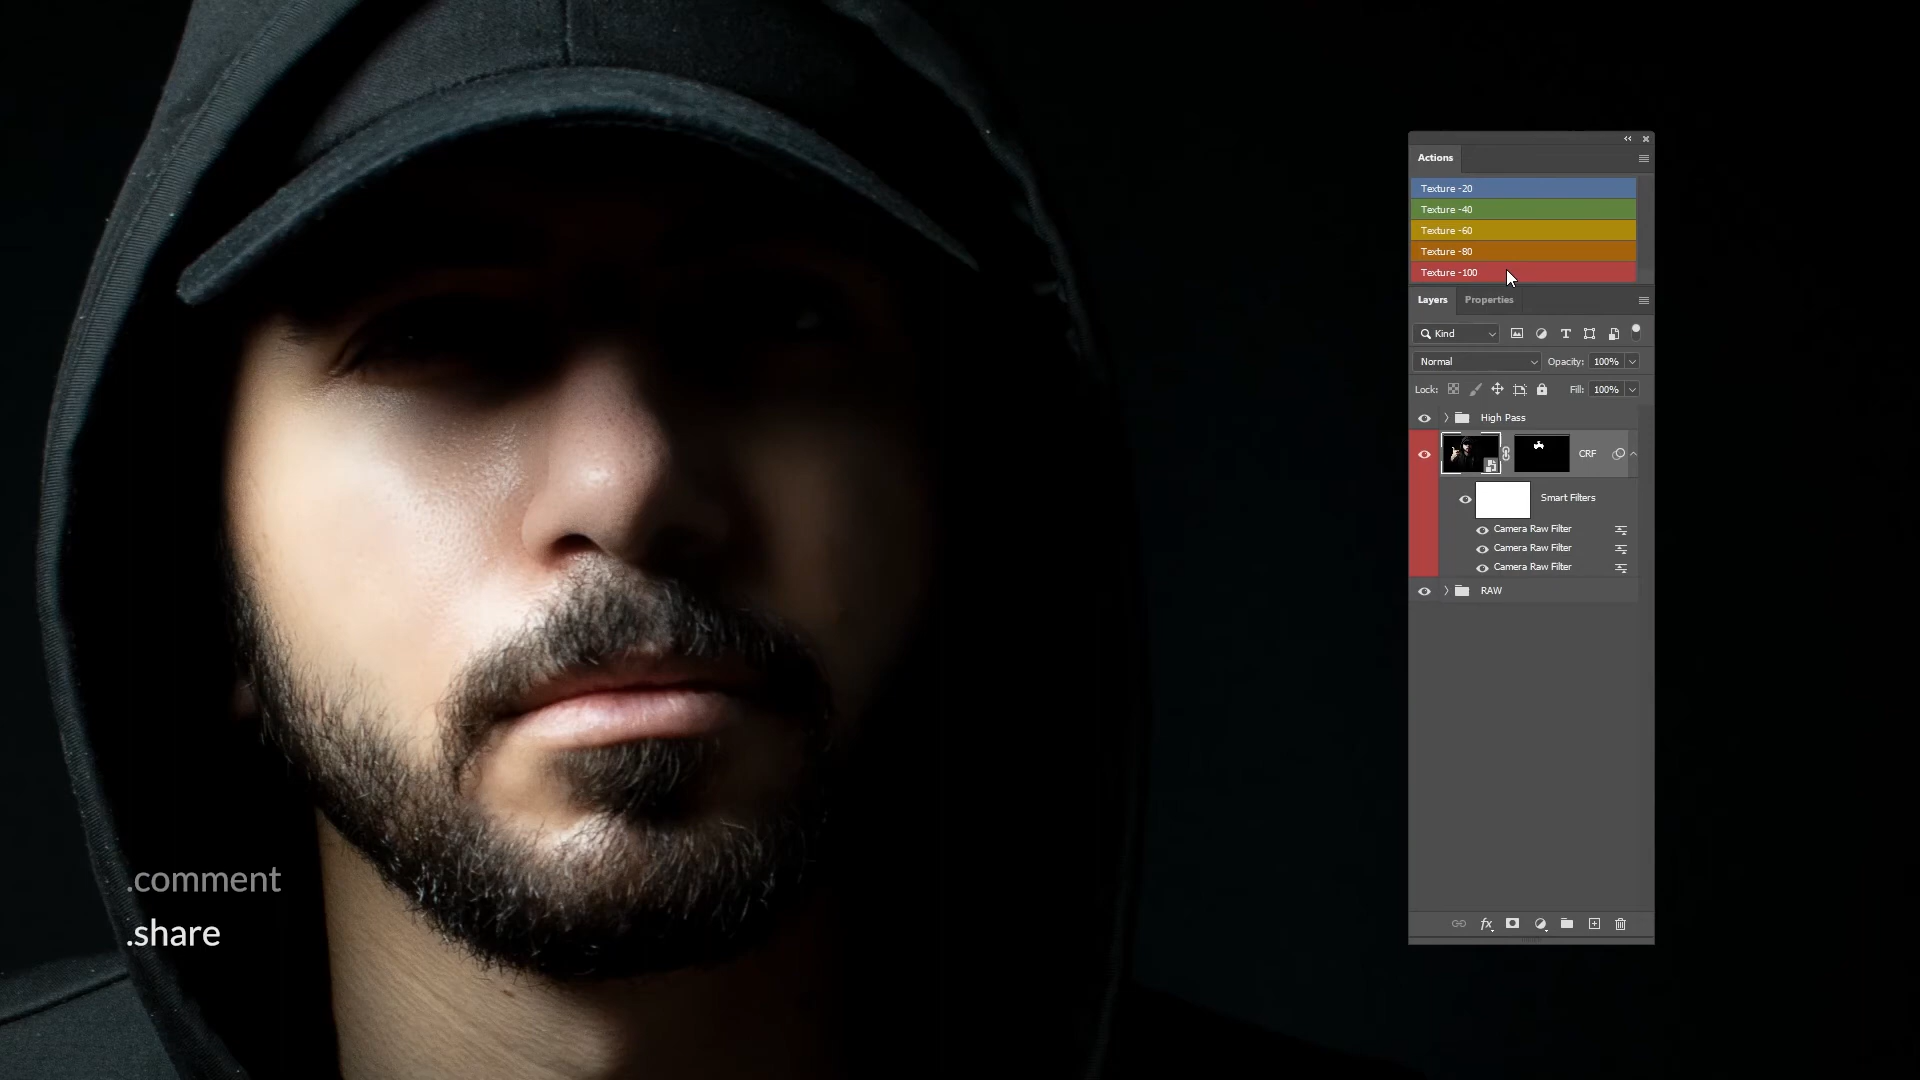 Actions
Texture -20
Texture -40
Texture -60
Texture -80
Texture -100
Layers Properties
Kind
Normal Opacity: 100%
Lock: Fill: 100%
High Pass
CRF
Smart Filters
Camera Raw Filter
Camera Raw Filter
Camera Raw Filter
RAW
fx
.comment
.share